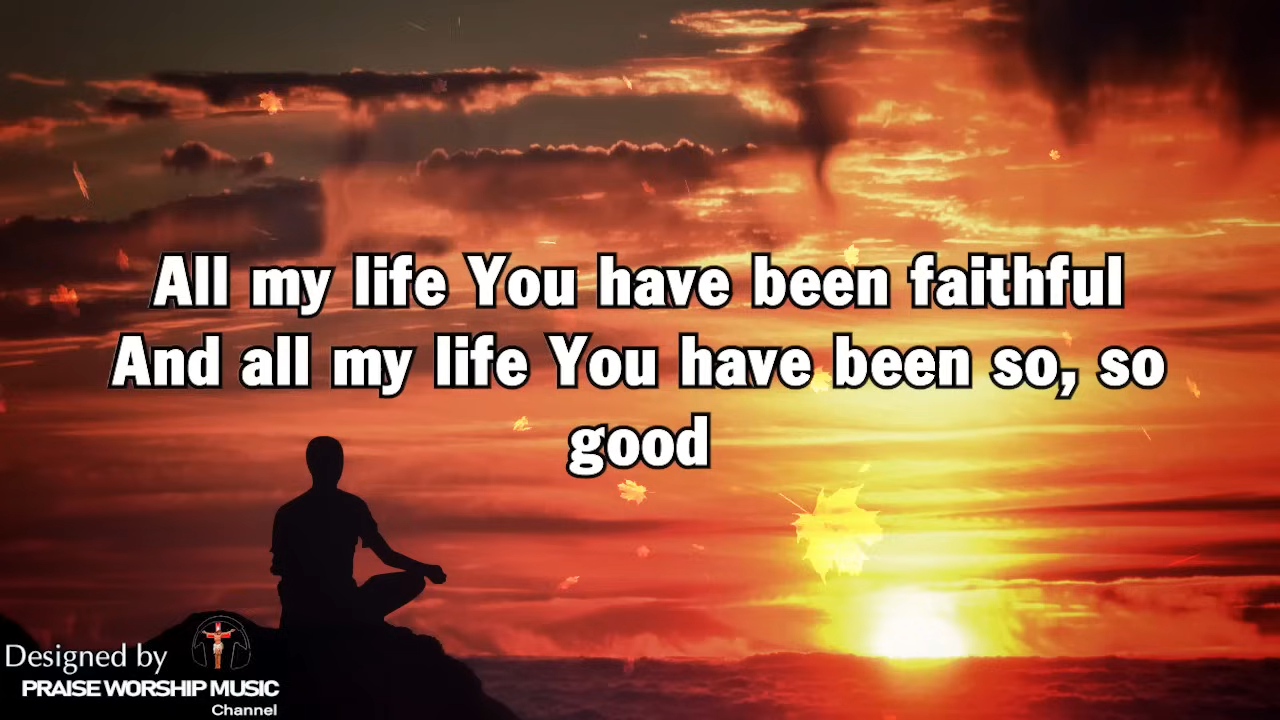 All my life You have been faithful
And all my life You have been so, so
good
Designed by
PRAISE WORSHIP MUSIC
Channel